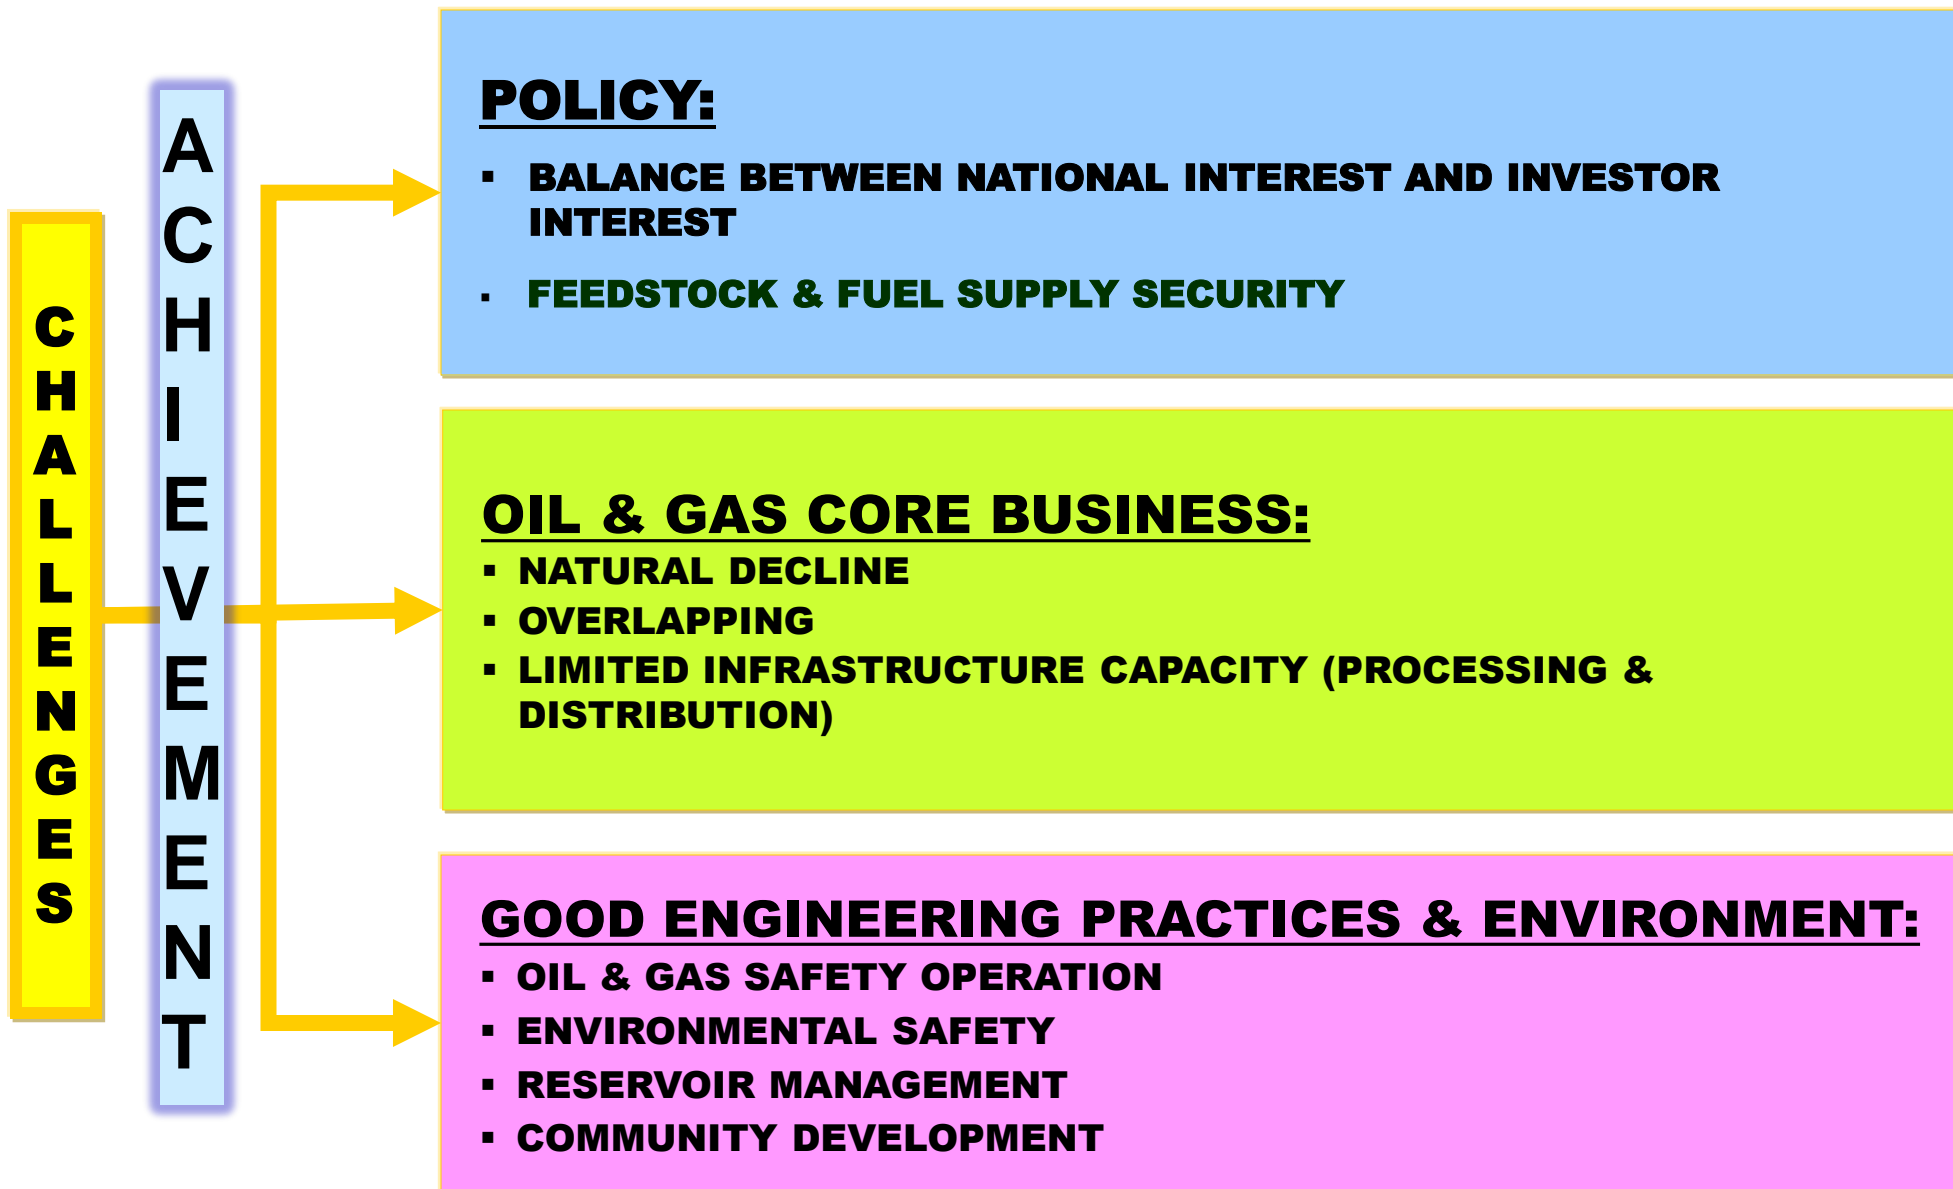 CHALLENGES
ACHIEVEMENT
POLICY:
▪ BALANCE BETWEEN NATIONAL INTEREST AND INVESTOR
INTEREST
▪ FEEDSTOCK & FUEL SUPPLY SECURITY
OIL & GAS CORE BUSINESS:
▪ NATURAL DECLINE
▪ OVERLAPPING
▪ LIMITED INFRASTRUCTURE CAPACITY (PROCESSING &
DISTRIBUTION)
GOOD ENGINEERING PRACTICES & ENVIRONMENT:
▪ OIL & GAS SAFETY OPERATION
▪ ENVIRONMENTAL SAFETY
▪ RESERVOIR MANAGEMENT
▪ COMMUNITY DEVELOPMENT